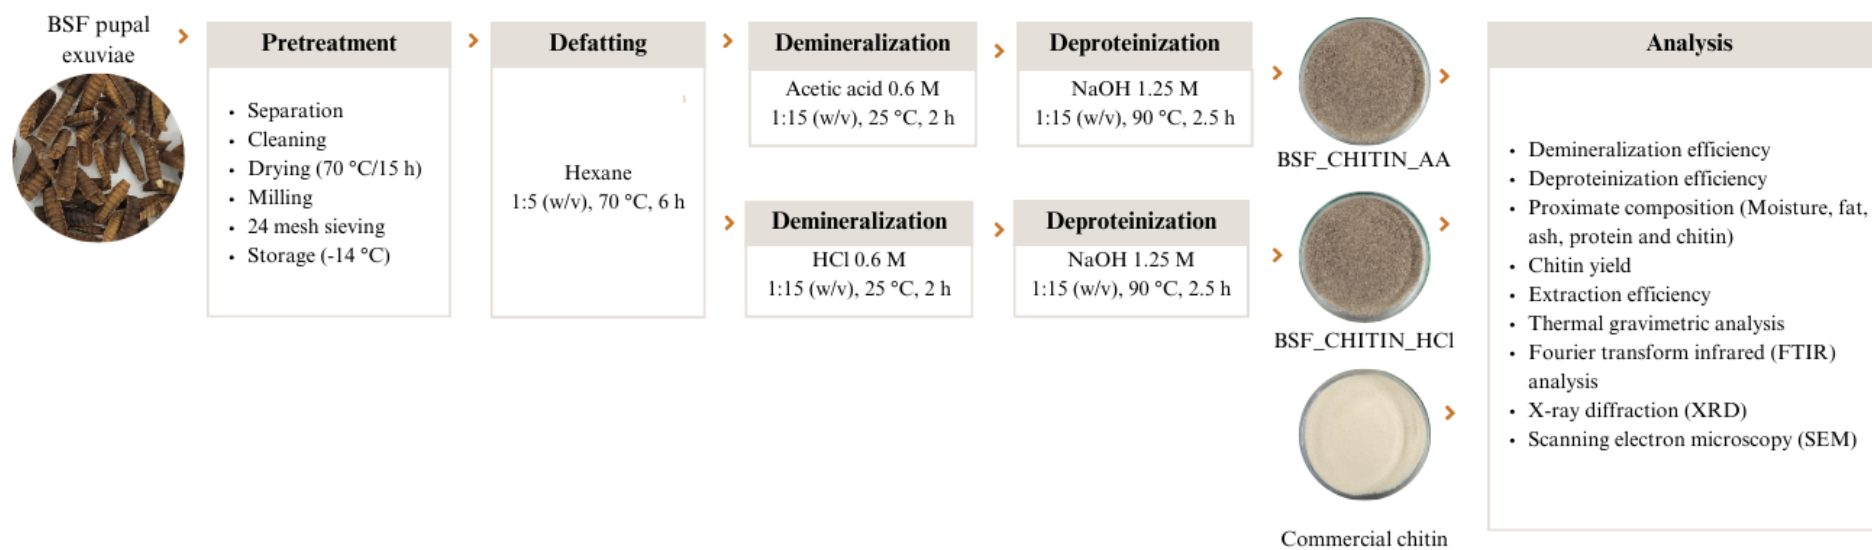 BSF pupal
exuviae
Pretreatment
• Separation
• Cleaning
• Drying (70 °C/15 h)
• Milling
• 24 mesh sieving
• Storage (-14 °C)
Defatting
Hexane
1:5 (w/v), 70 °C, 6 h
Demineralization
Acetic acid 0.6 M
1:15 (w/v), 25 °C, 2 h
Deproteinization
NaOH 1.25 M
1:15 (w/v), 90 °C, 2.5 h
BSF_CHITIN_AA
Demineralization
HCl 0.6 M
1:15 (w/v), 25 °C, 2 h
Deproteinization
NaOH 1.25 M
1:15 (w/v), 90 °C, 2.5 h
BSF_CHITIN_HCl
Commercial chitin
Analysis
• Demineralization efficiency
• Deproteinization efficiency
• Proximate composition (Moisture, fat,
ash, protein and chitin)
• Chitin yield
• Extraction efficiency
• Thermal gravimetric analysis
• Fourier transform infrared (FTIR)
analysis
• X-ray diffraction (XRD)
• Scanning electron microscopy (SEM)